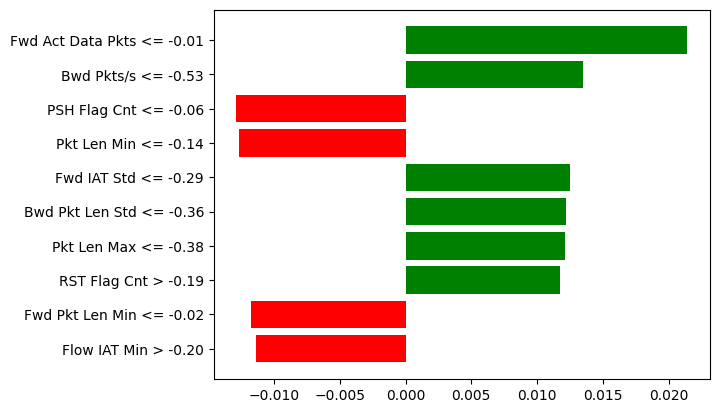 Fwd Act Data Pkts <= -0.01
Bwd Pkts/s <= -0.53
PSH Flag Cnt <= -0.06
Pkt Len Min <= -0.14
Fwd IAT Std <= -0.29
Bwd Pkt Len Std <= -0.36
Pkt Len Max <= -0.38
RST Flag Cnt > -0.19
Fwd Pkt Len Min <= -0.02
Flow IAT Min > -0.20
−0.010 −0.005 0.000 0.005 0.010 0.015 0.020